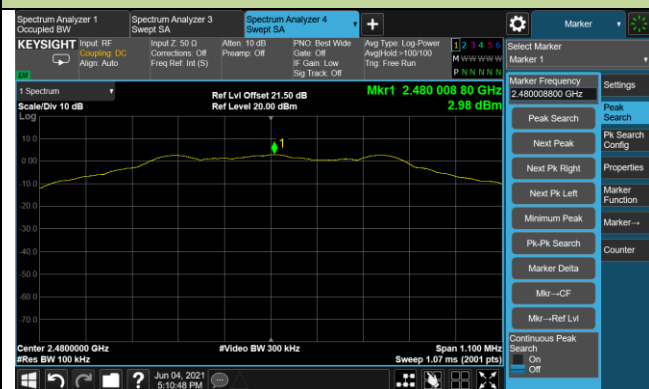 Spectrum Analyzer 1
Occupied BW
Spectrum Analyzer 3
Swept SA
Spectrum Analyzer 4
Swept SA
+
Marker
KEYSIGHT
Input: RF
Coupling: DC
Align: Auto
Input Z: 50 Ω
Corrections: Off
Freq Ref: Int (S)
Atten: 10 dB
Preamp: Off
PNO: Best Wide
Gate: Off
IF Gain: Low
Sig Track: Off
Avg Type: Log-Power
Avg|Hold:>100/100
Trig: Free Run
1 2 3 4 5 6
M W W W W W
P N N N N N
LXI
1 Spectrum
Scale/Div 10 dB
Log
Ref Lvl Offset 21.50 dB
Ref Level 20.00 dBm
Mkr1 2.480 008 80 GHz
2.98 dBm
1
10.0
0.00
-10.0
-20.0
-30.0
-40.0
-50.0
-60.0
-70.0
Center 2.4800000 GHz
#Res BW 100 kHz
#Video BW 300 kHz
Span 1.100 MHz
Sweep 1.07 ms (2001 pts)
Select Marker
Marker 1
Marker Frequency
2.480008800 GHz
Peak Search
Next Peak
Next Pk Right
Next Pk Left
Minimum Peak
Pk-Pk Search
Marker Delta
Mkr→CF
Mkr→Ref Lvl
Continuous Peak
Search
On
Off
Settings
Peak
Search
Pk Search
Config
Properties
Marker
Function
Marker→
Counter
?
Jun 04, 2021
5:10:48 PM